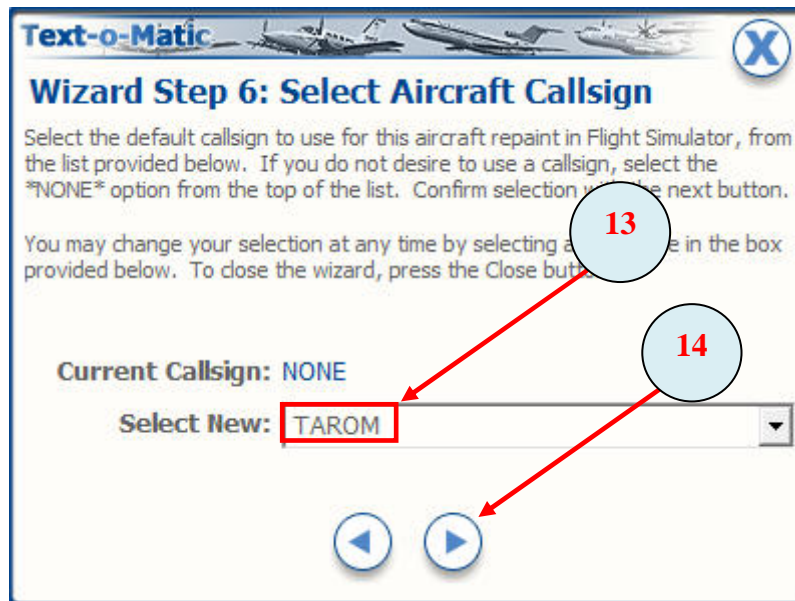 Text-o-Matic
X
Wizard Step 6: Select Aircraft Callsign
Select the default callsign to use for this aircraft repaint in Flight Simulator, from
the list provided below. If you do not desire to use a callsign, select the
*NONE* option from the top of the list. Confirm selection the next button.
13
You may change your selection at any time by selecting in the box
provided below. To close the wizard, press the Close
14
Current Callsign: NONE
Select New: TAROM